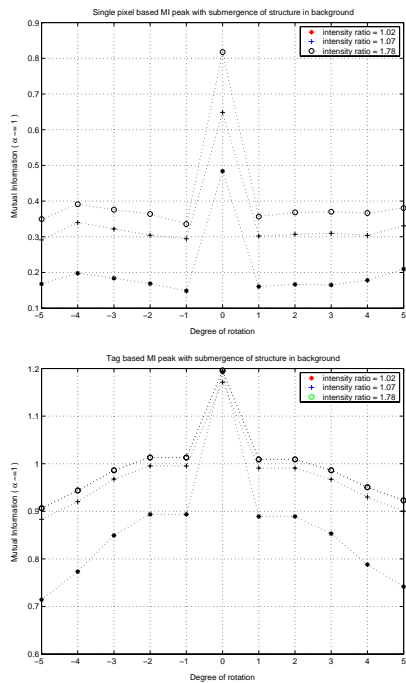 Single pixel based MI peak with submergence of structure in background
0.9
0.8
0.7
0.6
0.5
0.4
0.3
0.2
0.1
Mutual Information ( α ~= 1 )
intensity ratio = 1.02
intensity ratio = 1.07
intensity ratio = 1.78
−5 −4 −3 −2 −1 0 1 2 3 4 5
Degree of rotation
Tag based MI peak with submergence of structure in background
1.2
1.1
1
0.9
0.8
0.7
0.6
Mutual Information ( α ~=1 )
intensity ratio = 1.02
intensity ratio = 1.07
intensity ratio = 1.78
−5 −4 −3 −2 −1 0 1 2 3 4 5
Degree of rotation